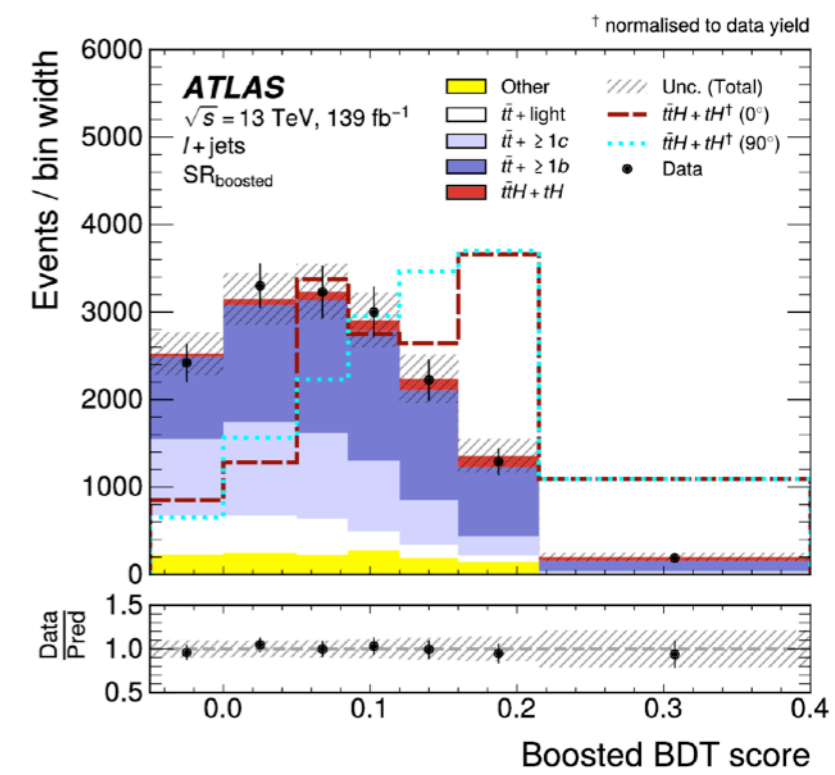 † normalised to data yield
6000
5000
4000
3000
2000
1000
0
Events / bin width
ATLAS
√s = 13 TeV, 139 fb⁻¹
l + jets
SR_boosted
Other
tt̄ + light
tt̄ + ≥ 1c
tt̄ + ≥ 1b
tt̄H + tH
Unc. (Total)
tt̄H + tH† (0°)
tt̄H + tH† (90°)
Data
1.5
1.0
0.5
Data
Pred
0.0 0.1 0.2 0.3 0.4
Boosted BDT score